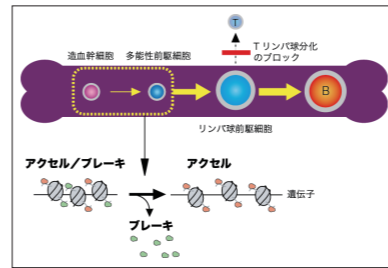 T
T リンパ球分化
のブロック
造血幹細胞
多能性前駆細胞
B
リンパ球前駆細胞
アクセル/ブレーキ
アクセル
遺伝子
ブレーキ